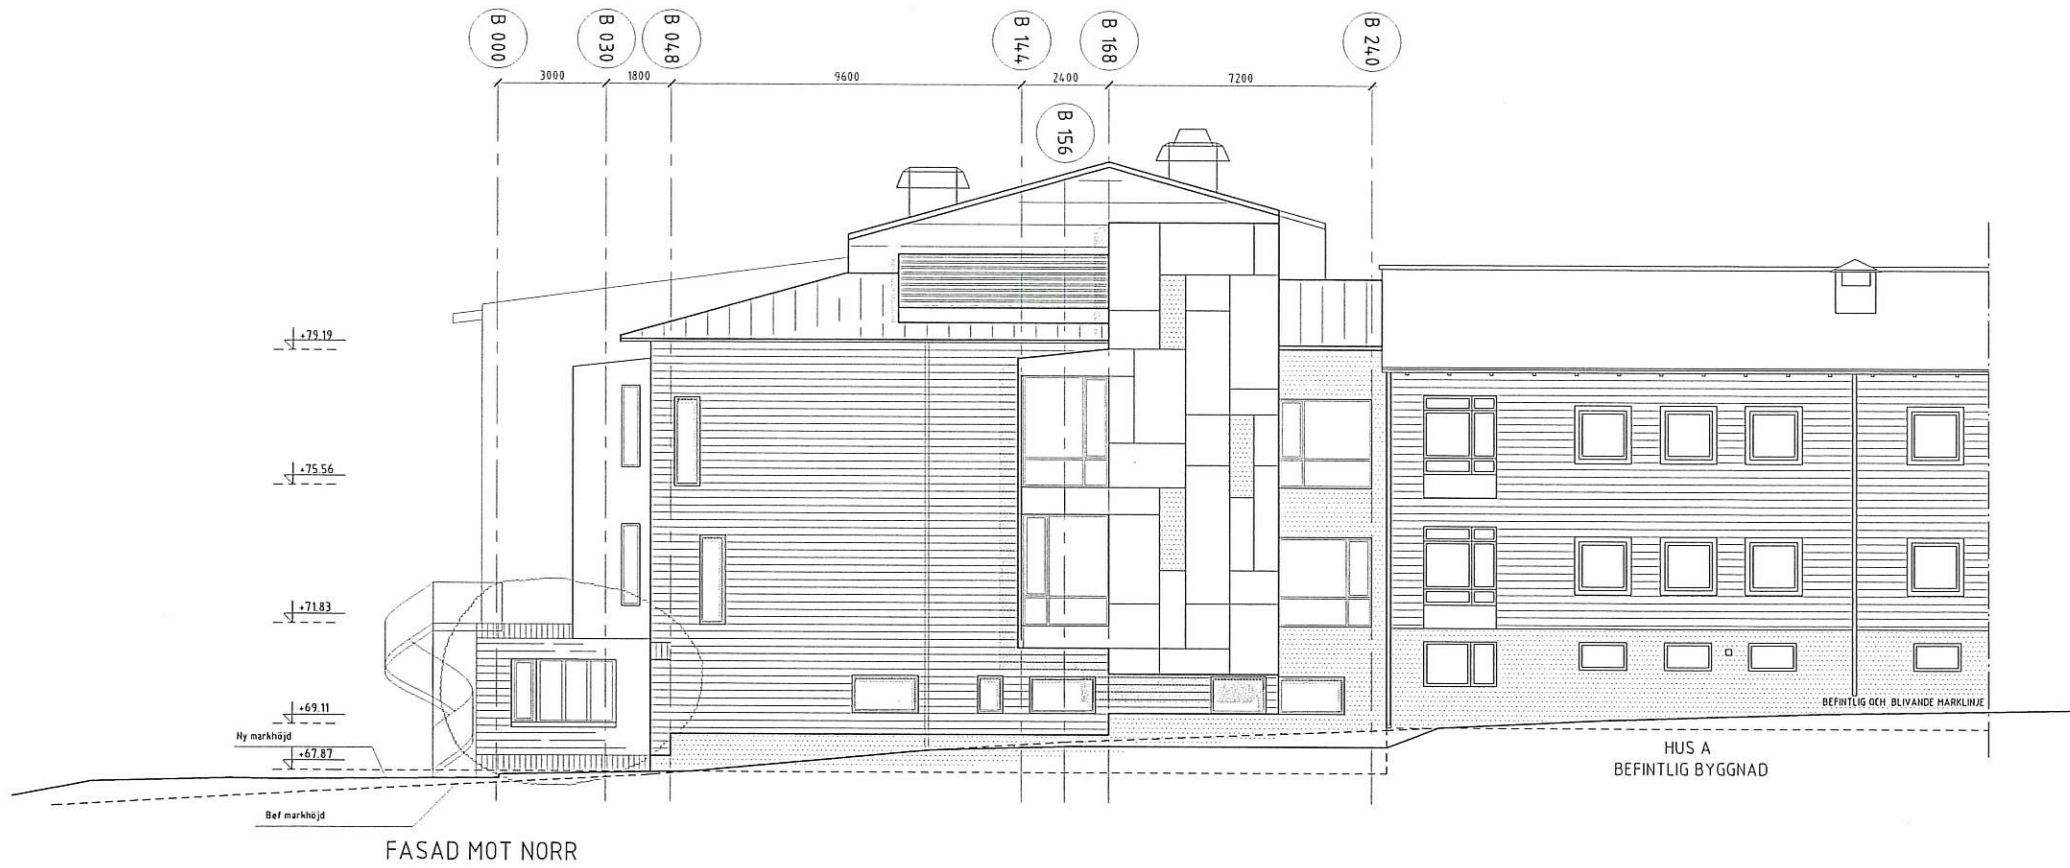 B 000
B 030
B 048
B 144
B 168
B 240
3000
1800
9600
2400
7200
B 156
+79.19
+75.56
+71.83
+69.11
BEFINTLIG OCH BLIVANDE MARKLINJE
Ny markhöjd
+67.87
HUS A
BEFINTLIG BYGGNAD
Bef markhöjd
FASAD MOT NORR